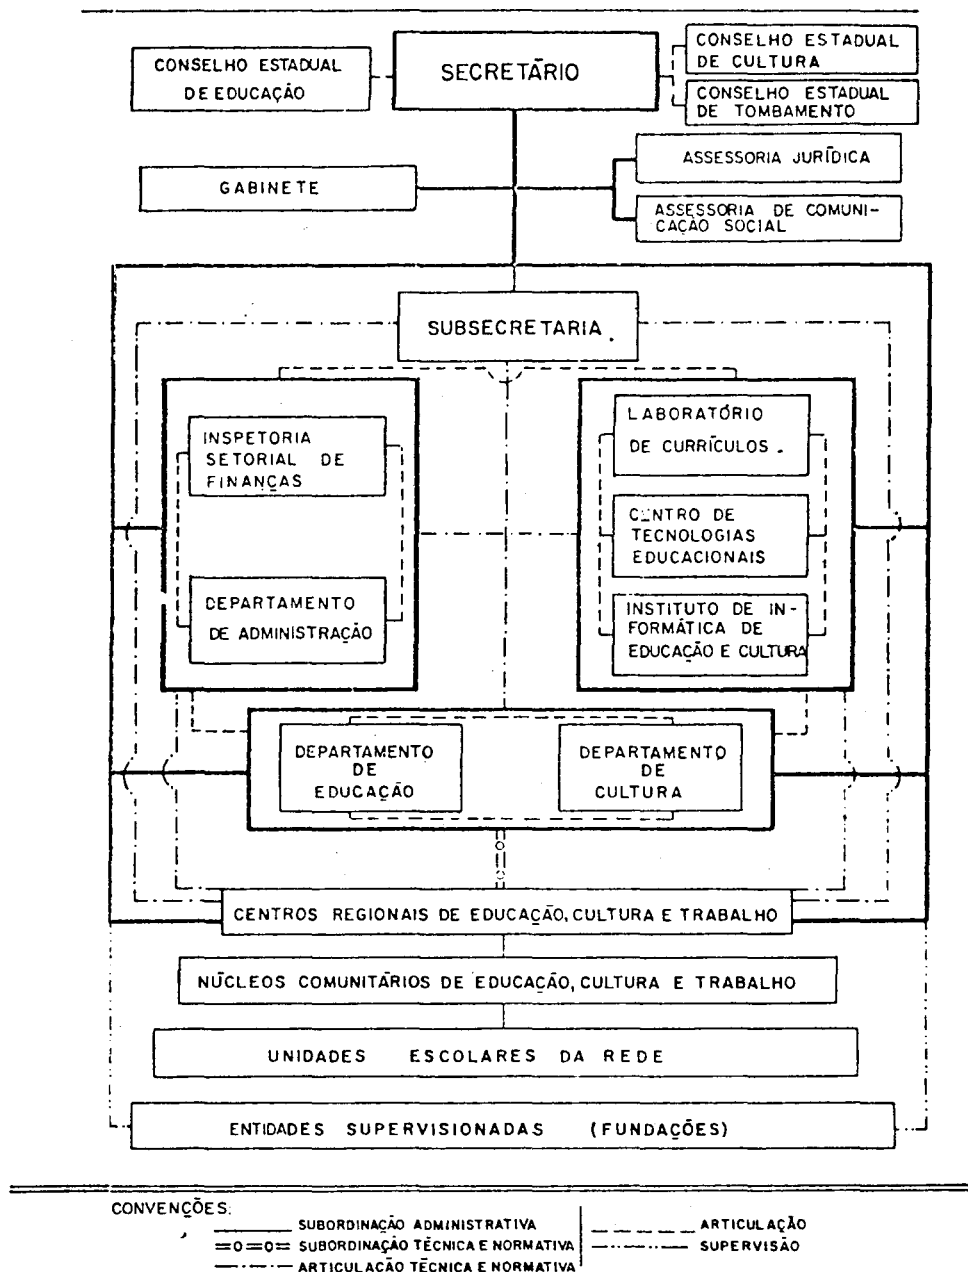 CONSELHO ESTADUAL
DE EDUCAÇÃO
SECRETÁRIO
CONSELHO ESTADUAL
DE CULTURA
CONSELHO ESTADUAL
DE TOMBAMENTO
GABINETE
ASSESSORIA JURÍDICA
ASSESSORIA DE COMUNI-
CAÇÃO SOCIAL
SUBSECRETARIA
INSPETORIA
SETORIAL DE
FINANÇAS
DEPARTAMENTO
DE ADMINISTRAÇÃO
LABORATÓRIO
DE CURRÍCULOS
CENTRO DE
TECNOLOGIAS
EDUCACIONAIS
INSTITUTO DE IN-
FORMÁTICA DE
EDUCAÇÃO E CULTURA
DEPARTAMENTO
DE
EDUCAÇÃO
DEPARTAMENTO
DE
CULTURA
CENTROS REGIONAIS DE EDUCAÇÃO, CULTURA E TRABALHO
NÚCLEOS COMUNITÁRIOS DE EDUCAÇÃO, CULTURA E TRABALHO
UNIDADES ESCOLARES DA REDE
ENTIDADES SUPERVISIONADAS (FUNDAÇÕES)
CONVENÇÕES:
SUBORDINAÇÃO ADMINISTRATIVA
SUBORDINAÇÃO TÉCNICA E NORMATIVA
ARTICULAÇÃO TÉCNICA E NORMATIVA
ARTICULAÇÃO
SUPERVISÃO